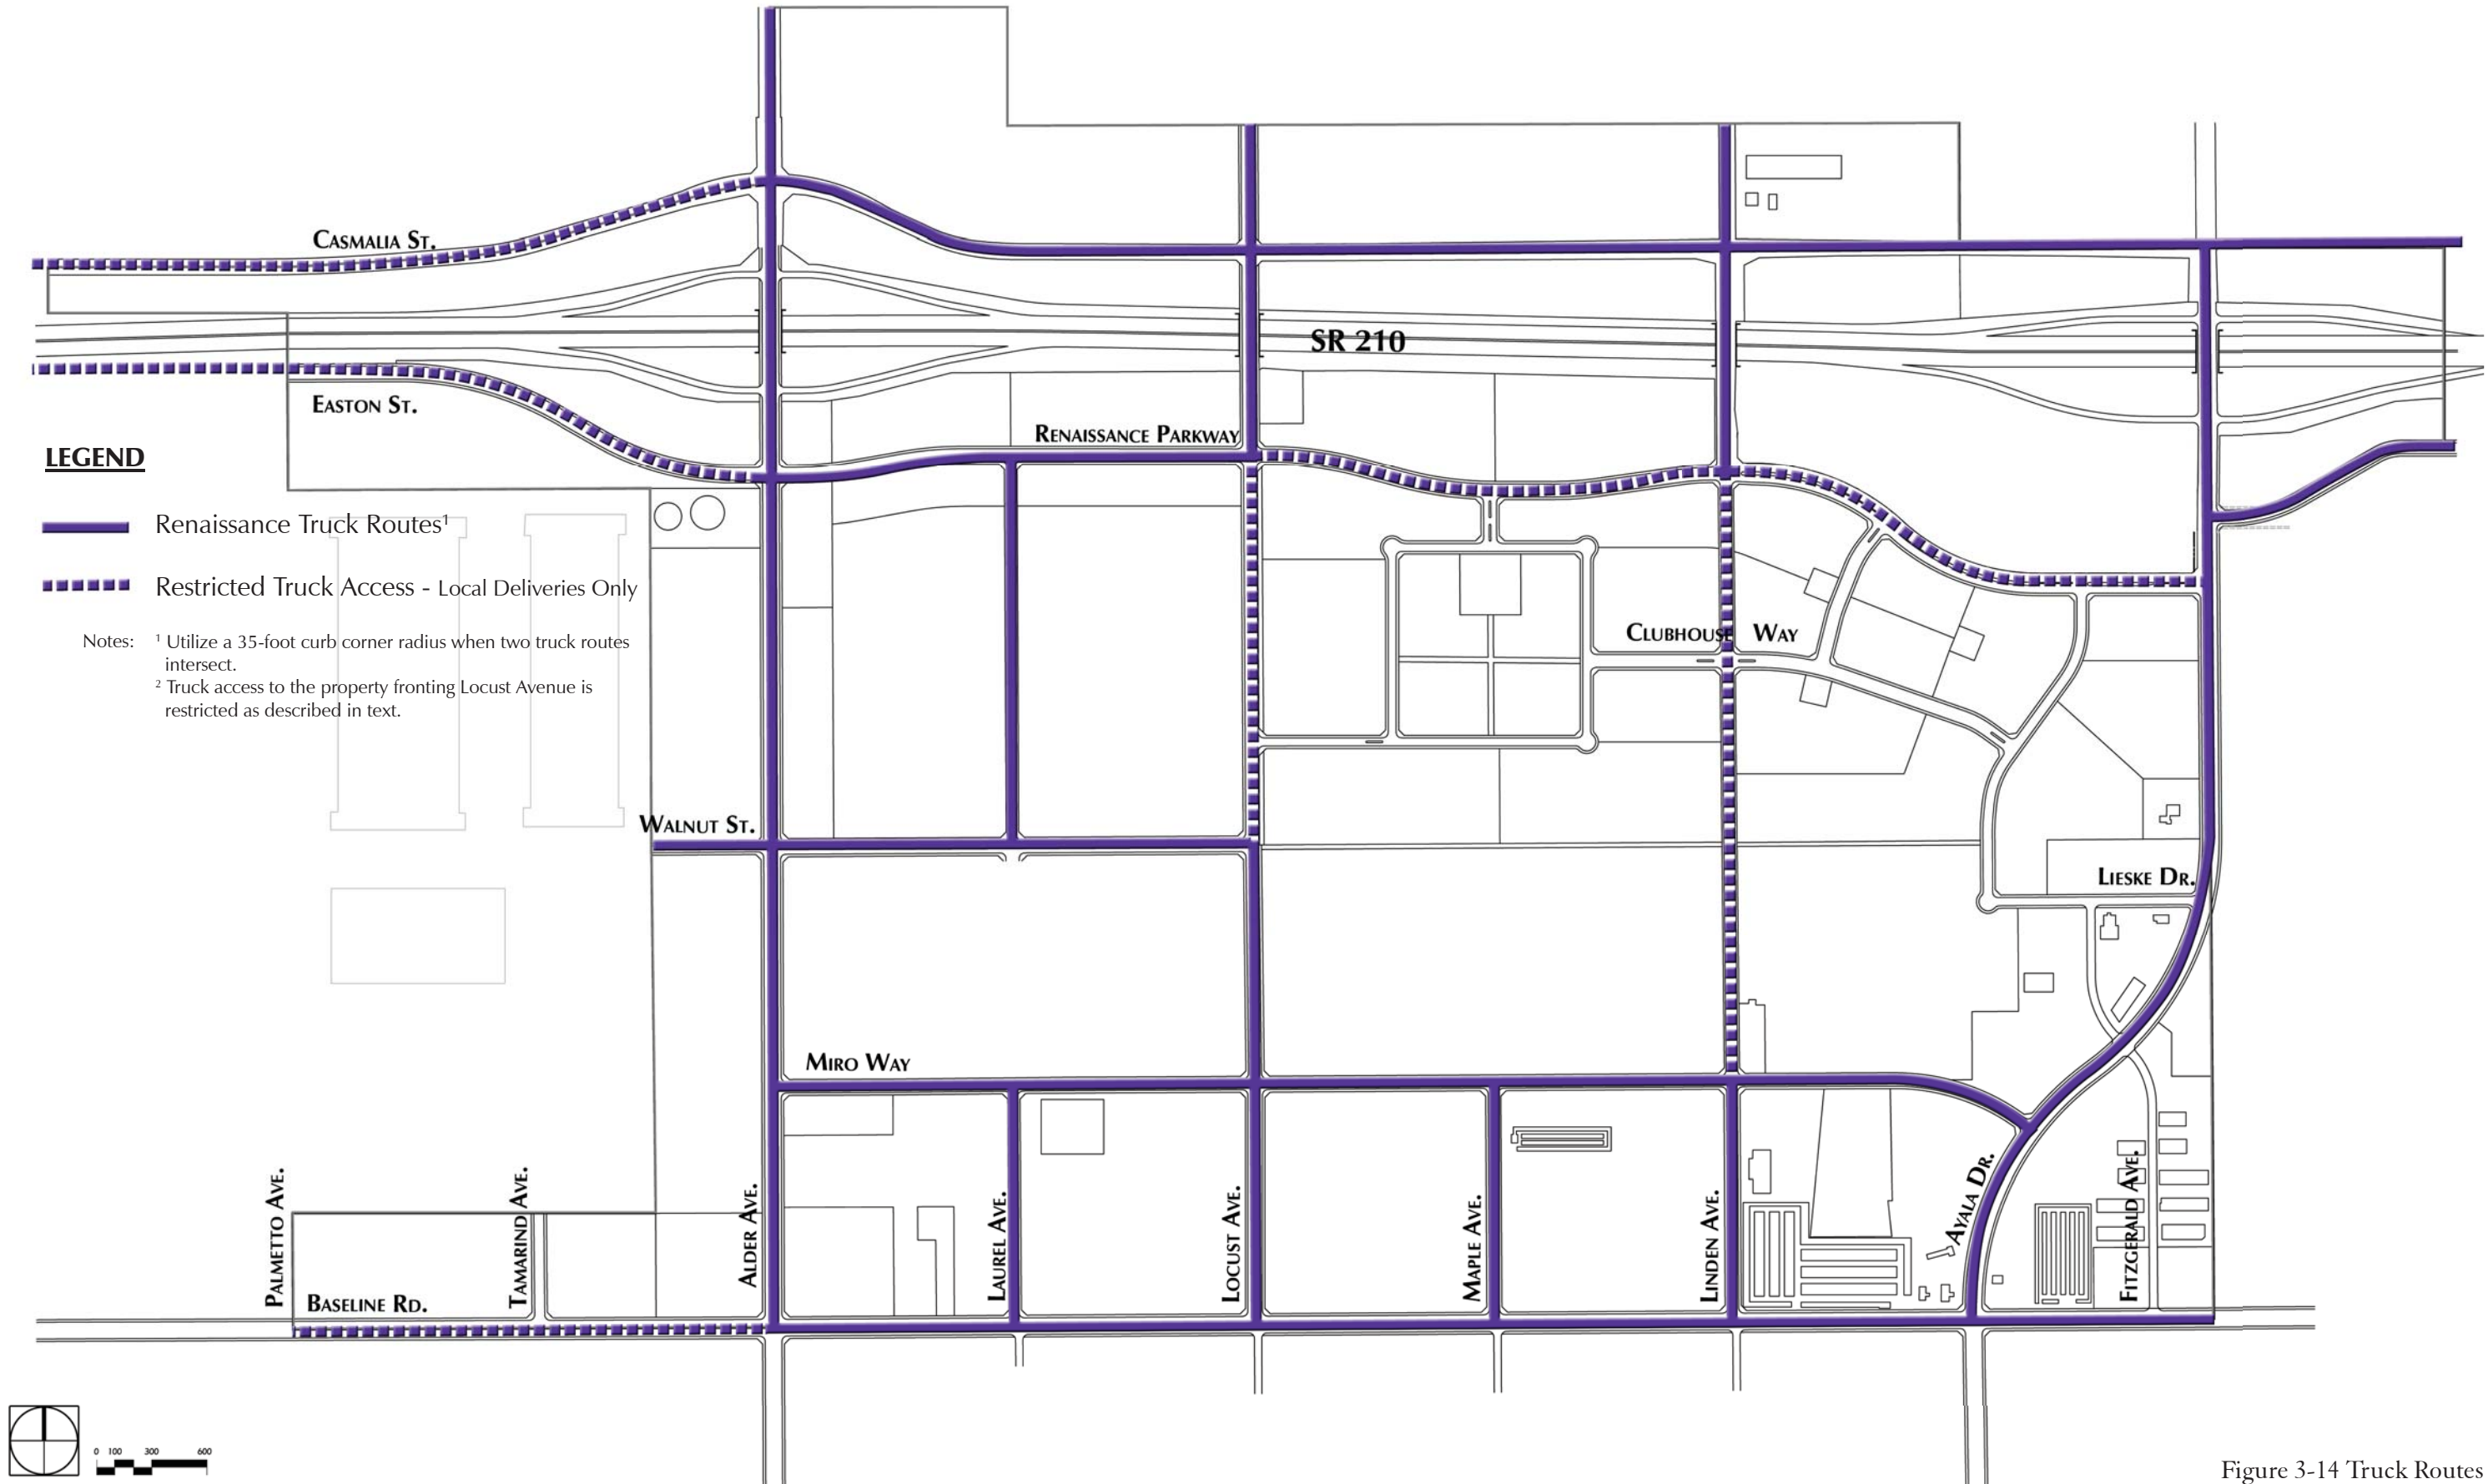 CASMALIA ST.
SR 210
EASTON ST.
RENAISSANCE PARKWAY
LEGEND
Renaissance Truck Routes¹
Restricted Truck Access - Local Deliveries Only
Notes: ¹ Utilize a 35-foot curb corner radius when two truck routes
intersect.
² Truck access to the property fronting Locust Avenue is
restricted as described in text.
CLUBHOUSE WAY
WALNUT ST.
LIESKE DR.
MIRO WAY
PALMETTO AVE.
TAMARIND AVE.
ALDER AVE.
LAUREL AVE.
LOCUST AVE.
MAPLE AVE.
LINDEN AVE.
AYALA DR.
FITZGERALD AVE.
BASELINE RD.
0 100 300 600
Figure 3-14 Truck Routes